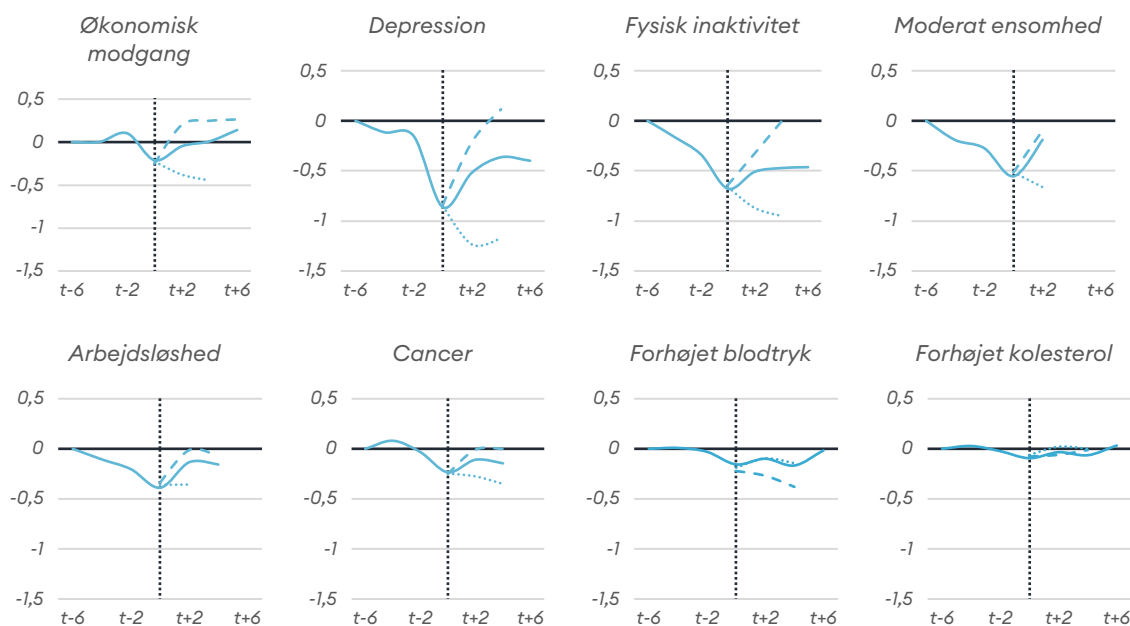 Økonomisk
modgang
0,5
0
-0,5
-1
-1,5
t-6 t-2 t+2 t+6
Depression
0,5
0
-0,5
-1
-1,5
t-6 t-2 t+2 t+6
Fysisk inaktivitet
0,5
0
-0,5
-1
-1,5
t-6 t-2 t+2 t+6
Moderat ensomhed
0,5
0
-0,5
-1
-1,5
t-6 t-2 t+2 t+6
Arbejdsløshed
0,5
0
-0,5
-1
-1,5
t-6 t-2 t+2 t+6
Cancer
0,5
0
-0,5
-1
-1,5
t-6 t-2 t+2 t+6
Forhøjet blodtryk
0,5
0
-0,5
-1
-1,5
t-6 t-2 t+2 t+6
Forhøjet kolesterol
0,5
0
-0,5
-1
-1,5
t-6 t-2 t+2 t+6